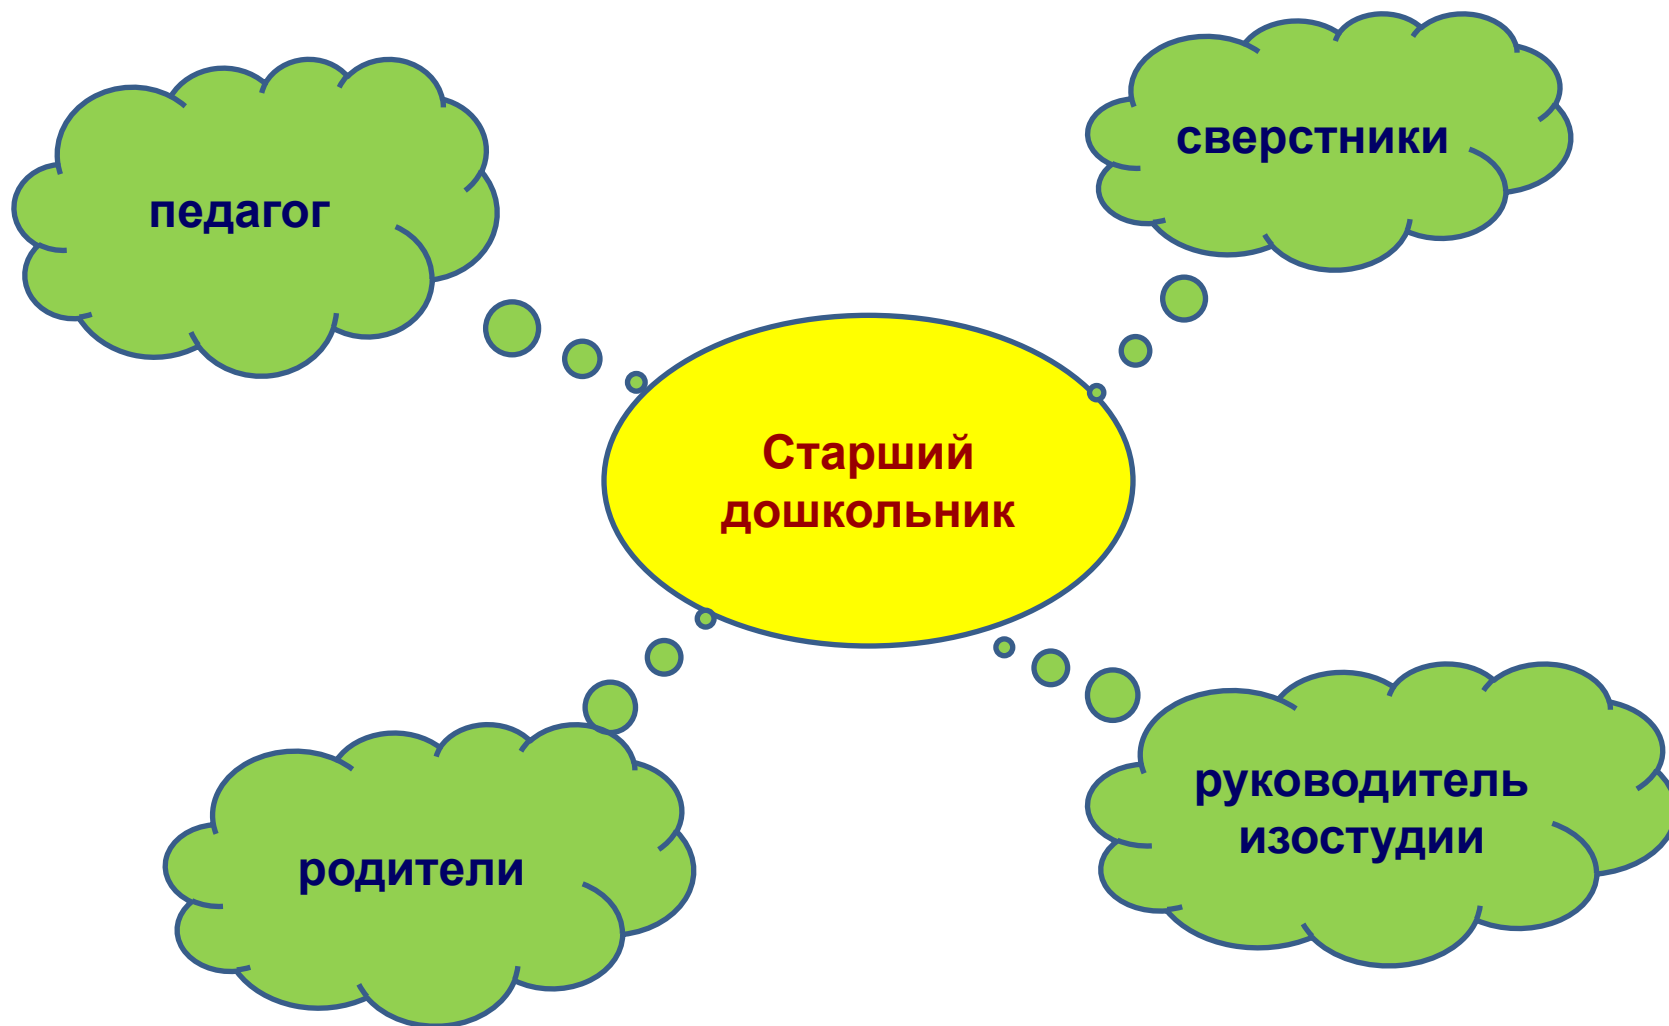 педагог
сверстники
Старший
дошкольник
родители
руководитель
изостудии